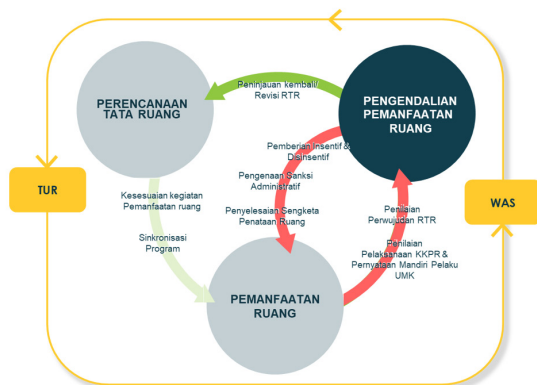 PERENCANAAN
TATA RUANG
Peninjauan kembali/
Revisi RTR
PENGENDALIAN
PEMANFAATAN
RUANG
TUR
Kesesuaian kegiatan
Pemanfaatan ruang
Sinkronisasi
Program
Pemberian Insentif &
Disinsentif
Pengenaan Sanksi
Administratif
Penyelesaian Sengketa
Penataan Ruang
Penilaian
Perwujudan RTR
Penilaian
Pelaksanaan KKPR &
Pernyataan Mandiri Pelaku
UMK
WAS
PEMANFAATAN
RUANG